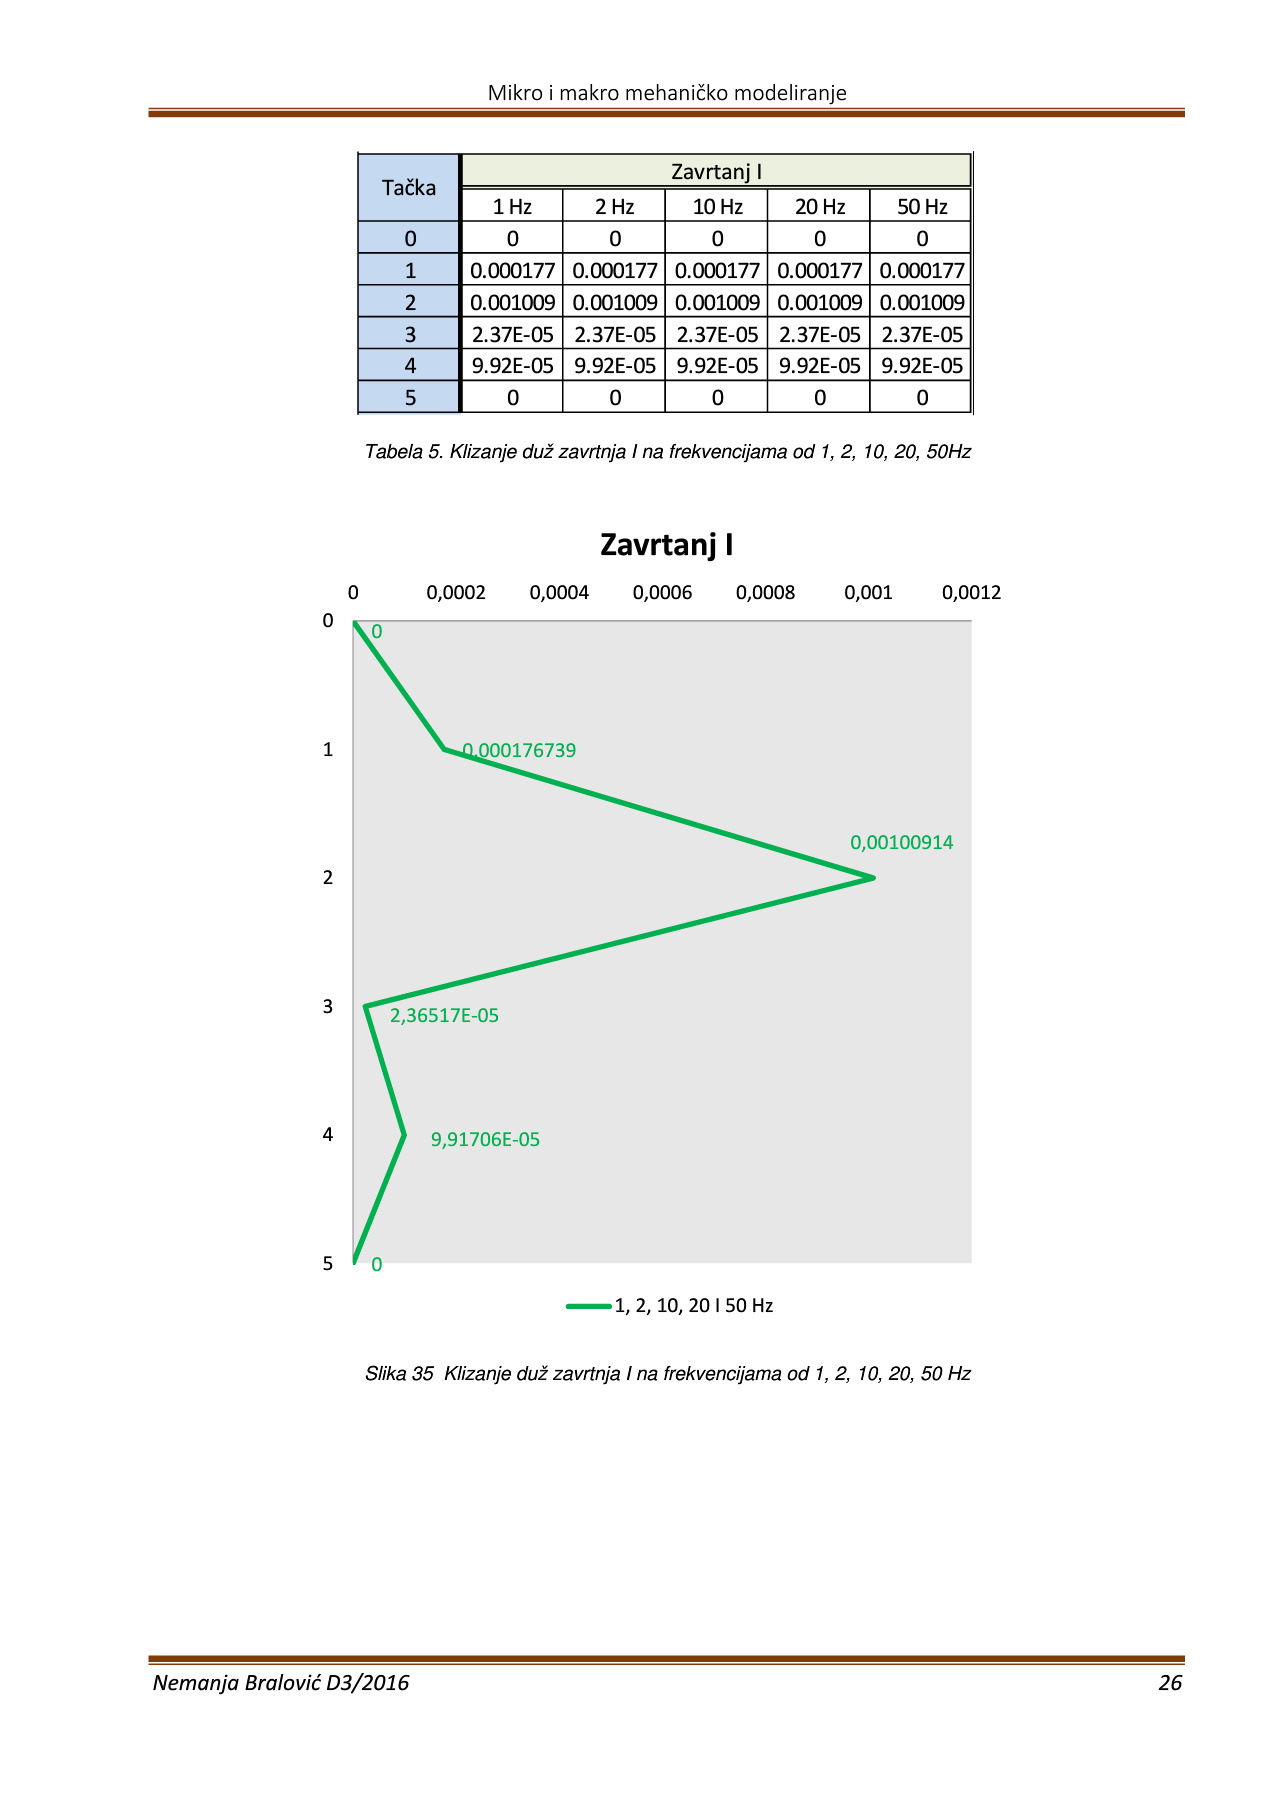 Mikro i makro mehaničko modeliranje
Tačka Zavrtanj I
1 Hz 2 Hz 10 Hz 20 Hz 50 Hz
0 0 0 0 0 0
1 0.000177 0.000177 0.000177 0.000177 0.000177
2 0.001009 0.001009 0.001009 0.001009 0.001009
3 2.37E-05 2.37E-05 2.37E-05 2.37E-05 2.37E-05
4 9.92E-05 9.92E-05 9.92E-05 9.92E-05 9.92E-05
5 0 0 0 0 0
Tabela 5. Klizanje duž zavrtnja I na frekvencijama od 1, 2, 10, 20, 50Hz
Zavrtanj I
0 0,0002 0,0004 0,0006 0,0008 0,001 0,0012
0 0
1 0,000176739
0,00100914
2
3 2,36517E-05
4 9,91706E-05
5 0
1, 2, 10, 20 I 50 Hz
Slika 35 Klizanje duž zavrtnja I na frekvencijama od 1, 2, 10, 20, 50 Hz
Nemanja Bralović D3/2016 26